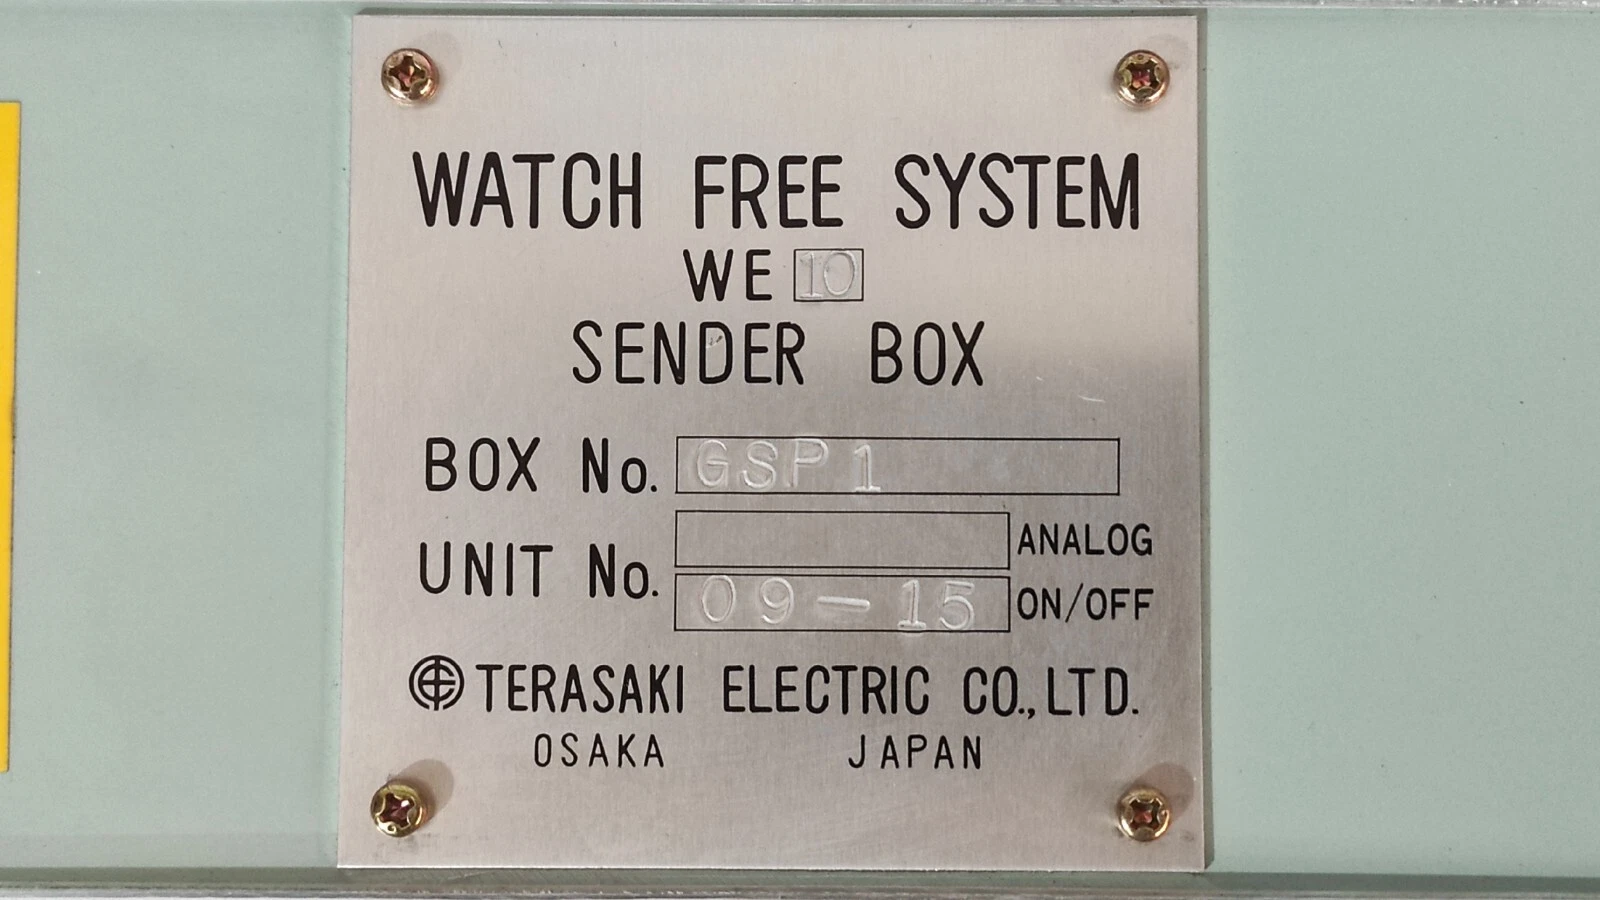 WATCH FREE SYSTEM
WE 10
SENDER BOX
BOX No. GSP1
UNIT No.
ANALOG
09-15 ON/OFF
TERASAKI ELECTRIC CO., LTD.
OSAKA JAPAN